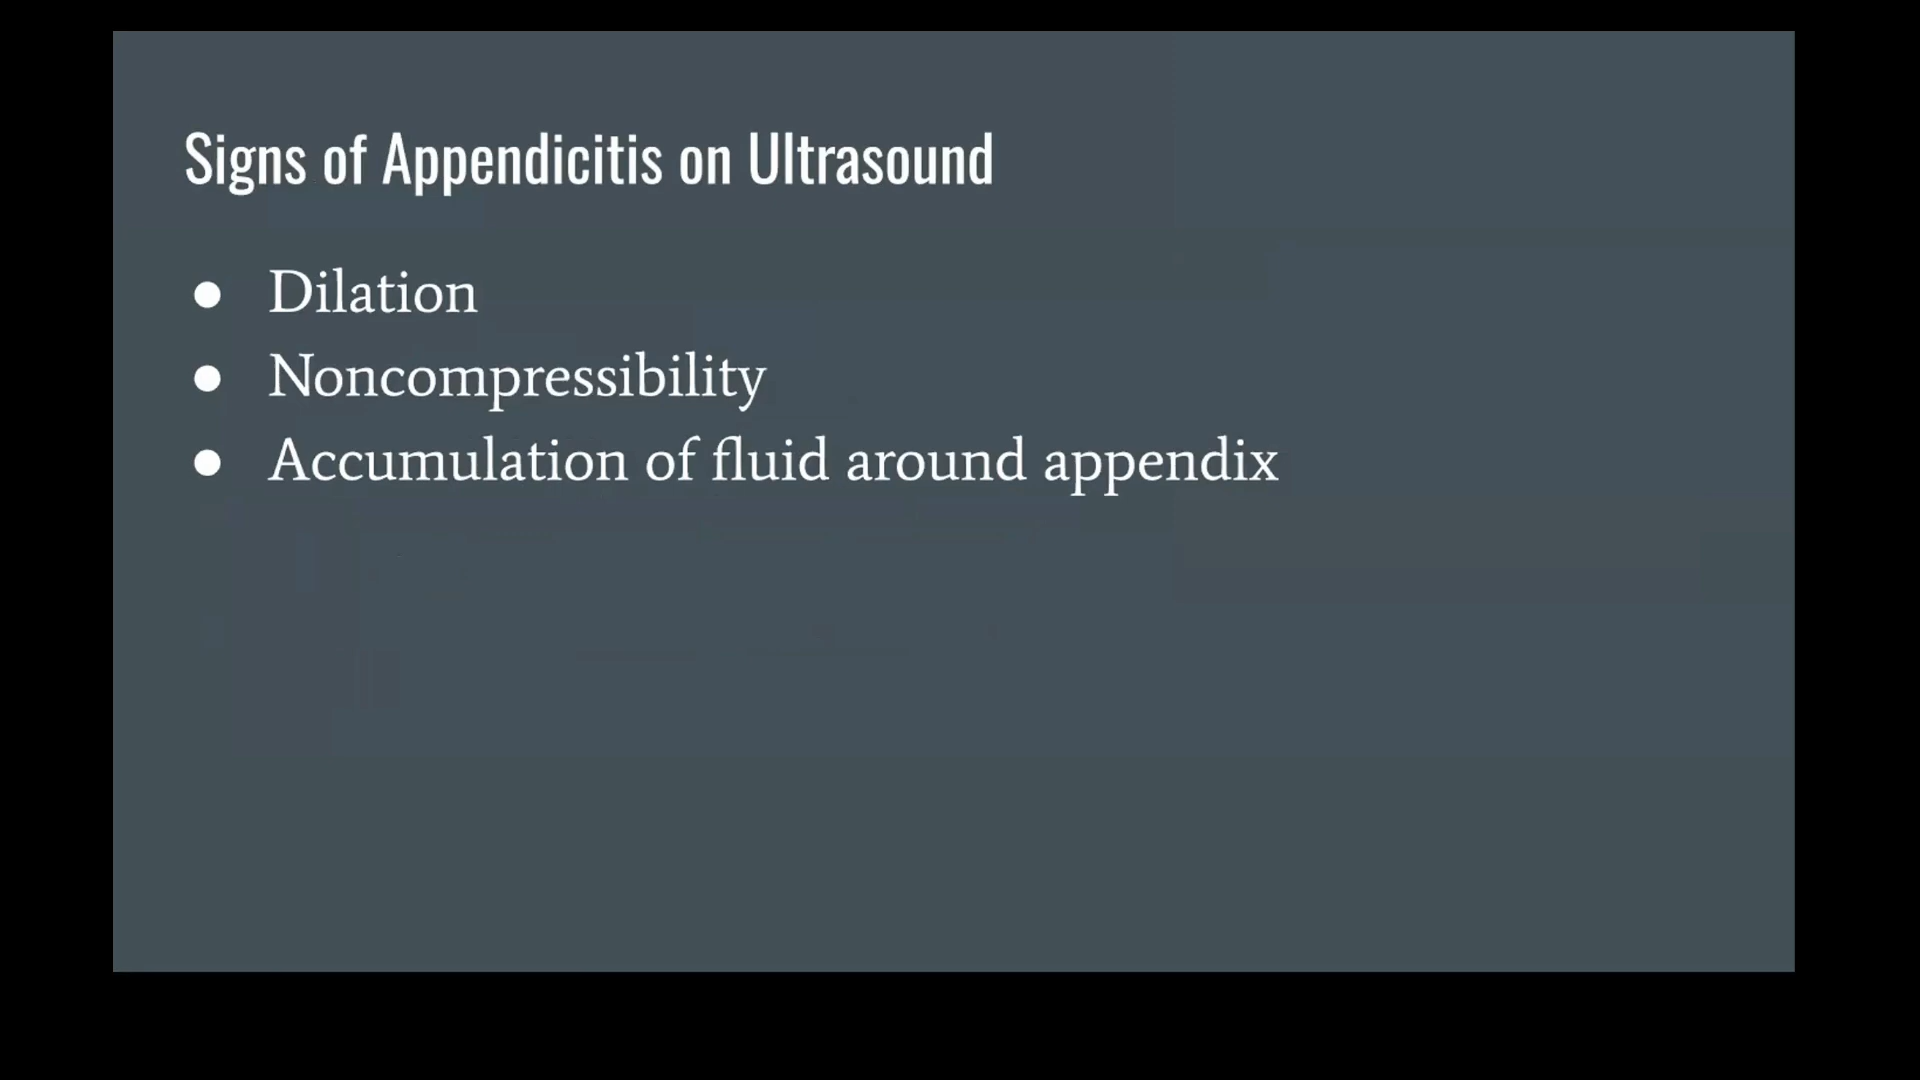 Signs of Appendicitis on Ultrasound
● Dilation
● Noncompressibility
● Accumulation of fluid around appendix